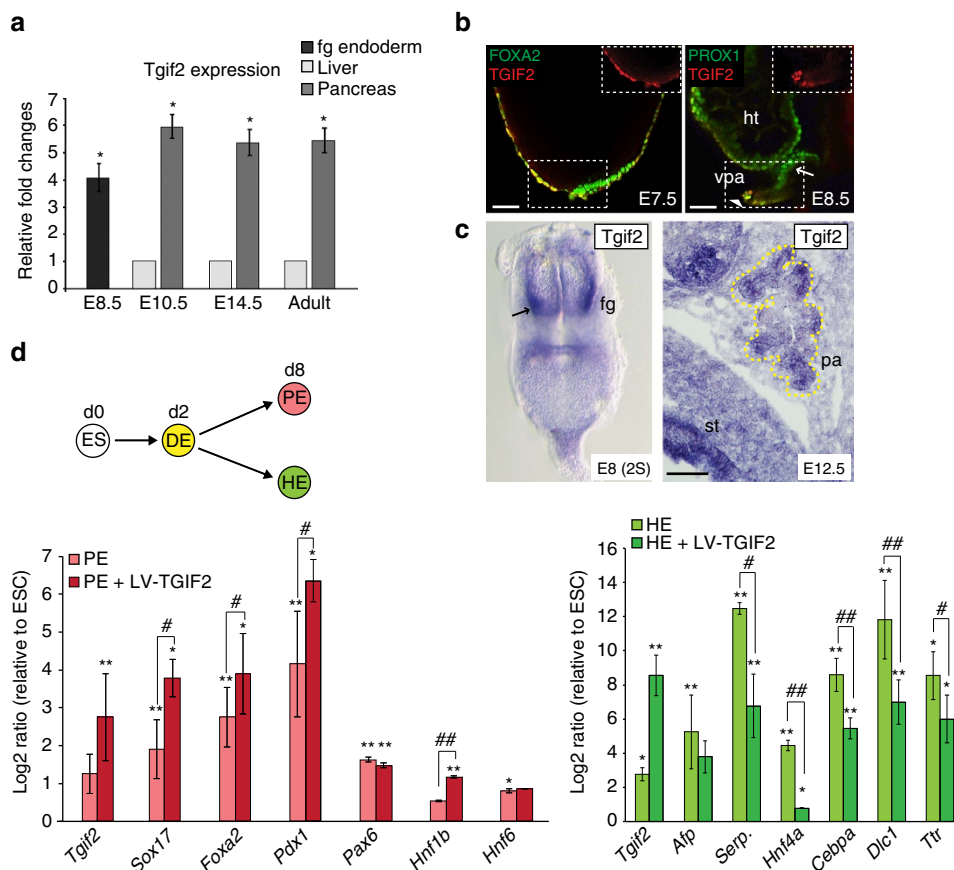 a
fg endoderm
Liver
Pancreas
Tgif2 expression
Relative fold changes
7
6
5
4
3
2
1
0
* * * *
E8.5 E10.5 E14.5 Adult
b
FOXA2
TGIF2
E7.5
PROX1
TGIF2
ht
vpa
E8.5
c
Tgif2
fg
E8 (2S)
Tgif2
pa
st
E12.5
d
d0 d2 d8
ES DE PE
HE
PE
PE + LV-TGIF2
Log2 ratio (relative to ESC)
7
6
5
4
3
2
1
0
** ** # * ** # * ** # * ** ** ## ** *
Tgif2 Sox17 Foxa2 Pdx1 Pax6 Hnf1b Hnf6
HE
HE + LV-TGIF2
Log2 ratio (relative to ESC)
16
14
12
10
8
6
4
2
0
* ** ** ** # ** ** ## * ** ## ** ** ## ** * # *
Tgif2 Afp Serp. Hnf4a Cebpa Dlc1 Ttr